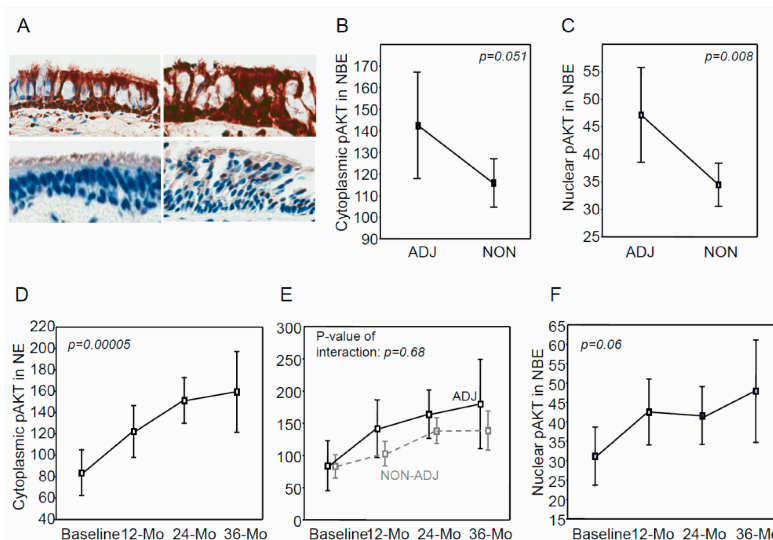 A
B
C
p=0.051
p=0.008
Cytoplasmic pAKT in NBE
170
160
150
140
130
120
110
100
90
ADJ NON
Nuclear pAKT in NBE
55
50
45
40
35
30
25
ADJ NON
D
E
F
Cytoplasmic pAKT in NE
220
200
180
160
140
120
100
80
60
40
p=0.00005
Baseline 12-Mo 24-Mo 36-Mo
300
250
200
150
100
50
0
P-value of
interaction: p=0.68
ADJ
NON-ADJ
Baseline 12-Mo 24-Mo 36-Mo
Nuclear pAKT in NBE
65
60
55
50
45
40
35
30
25
20
15
p=0.06
Baseline 12-Mo 24-Mo 36-Mo